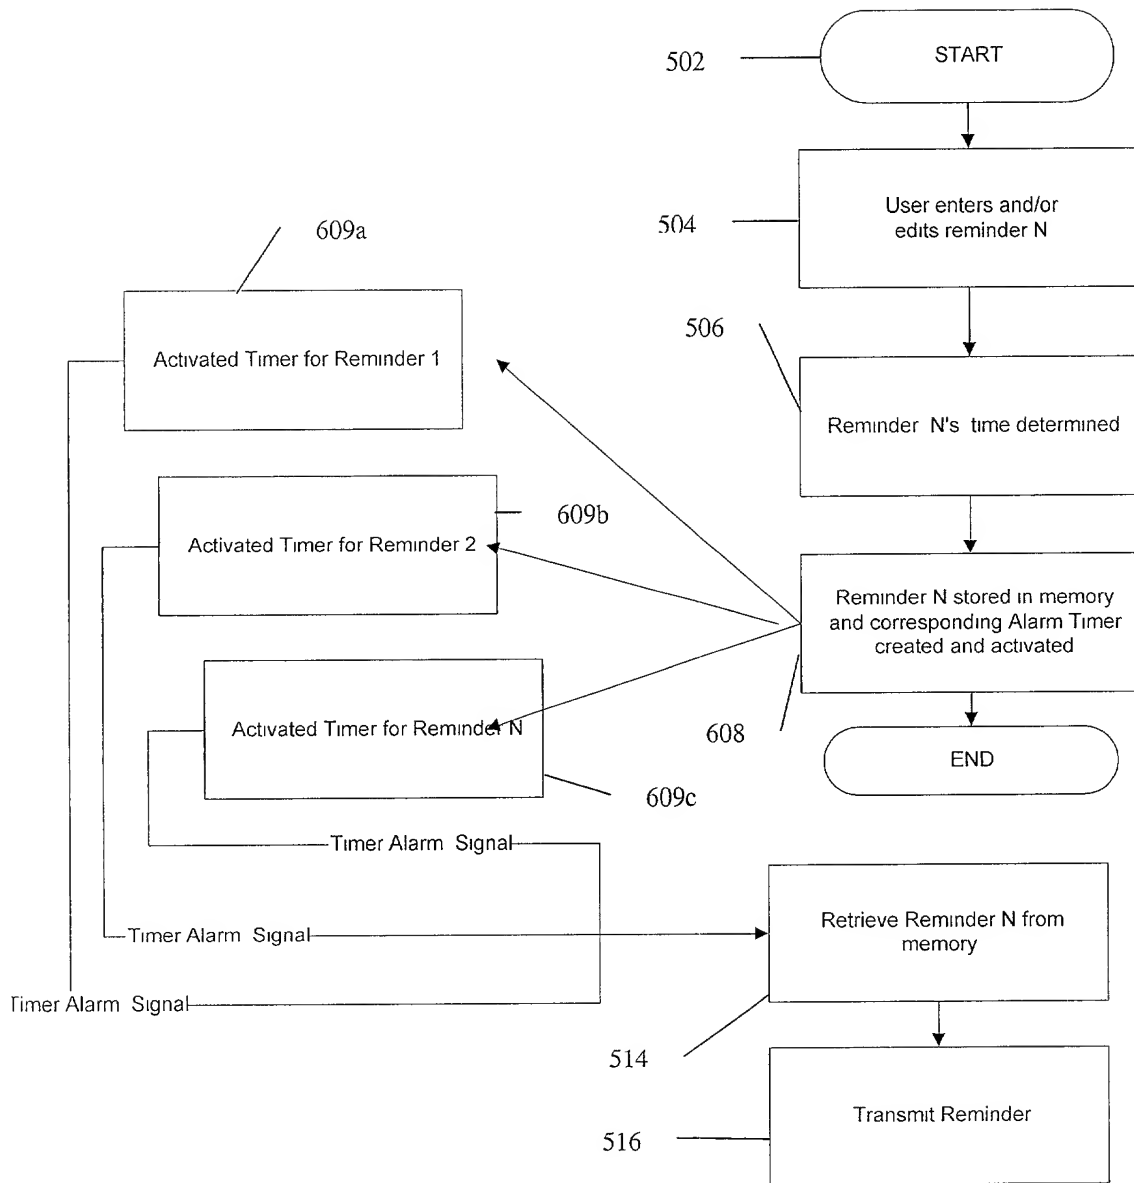 502
START
504
User enters and/or
edits reminder N
609a
506
Activated Timer for Reminder 1
Reminder N's time determined
609b
Activated Timer for Reminder 2
Reminder N stored in memory
and corresponding Alarm Timer
created and activated
Activated Timer for Reminder N
608
END
609c
Timer Alarm Signal
Retrieve Reminder N from
memory
Timer Alarm Signal
Timer Alarm Signal
514
Transmit Reminder
516